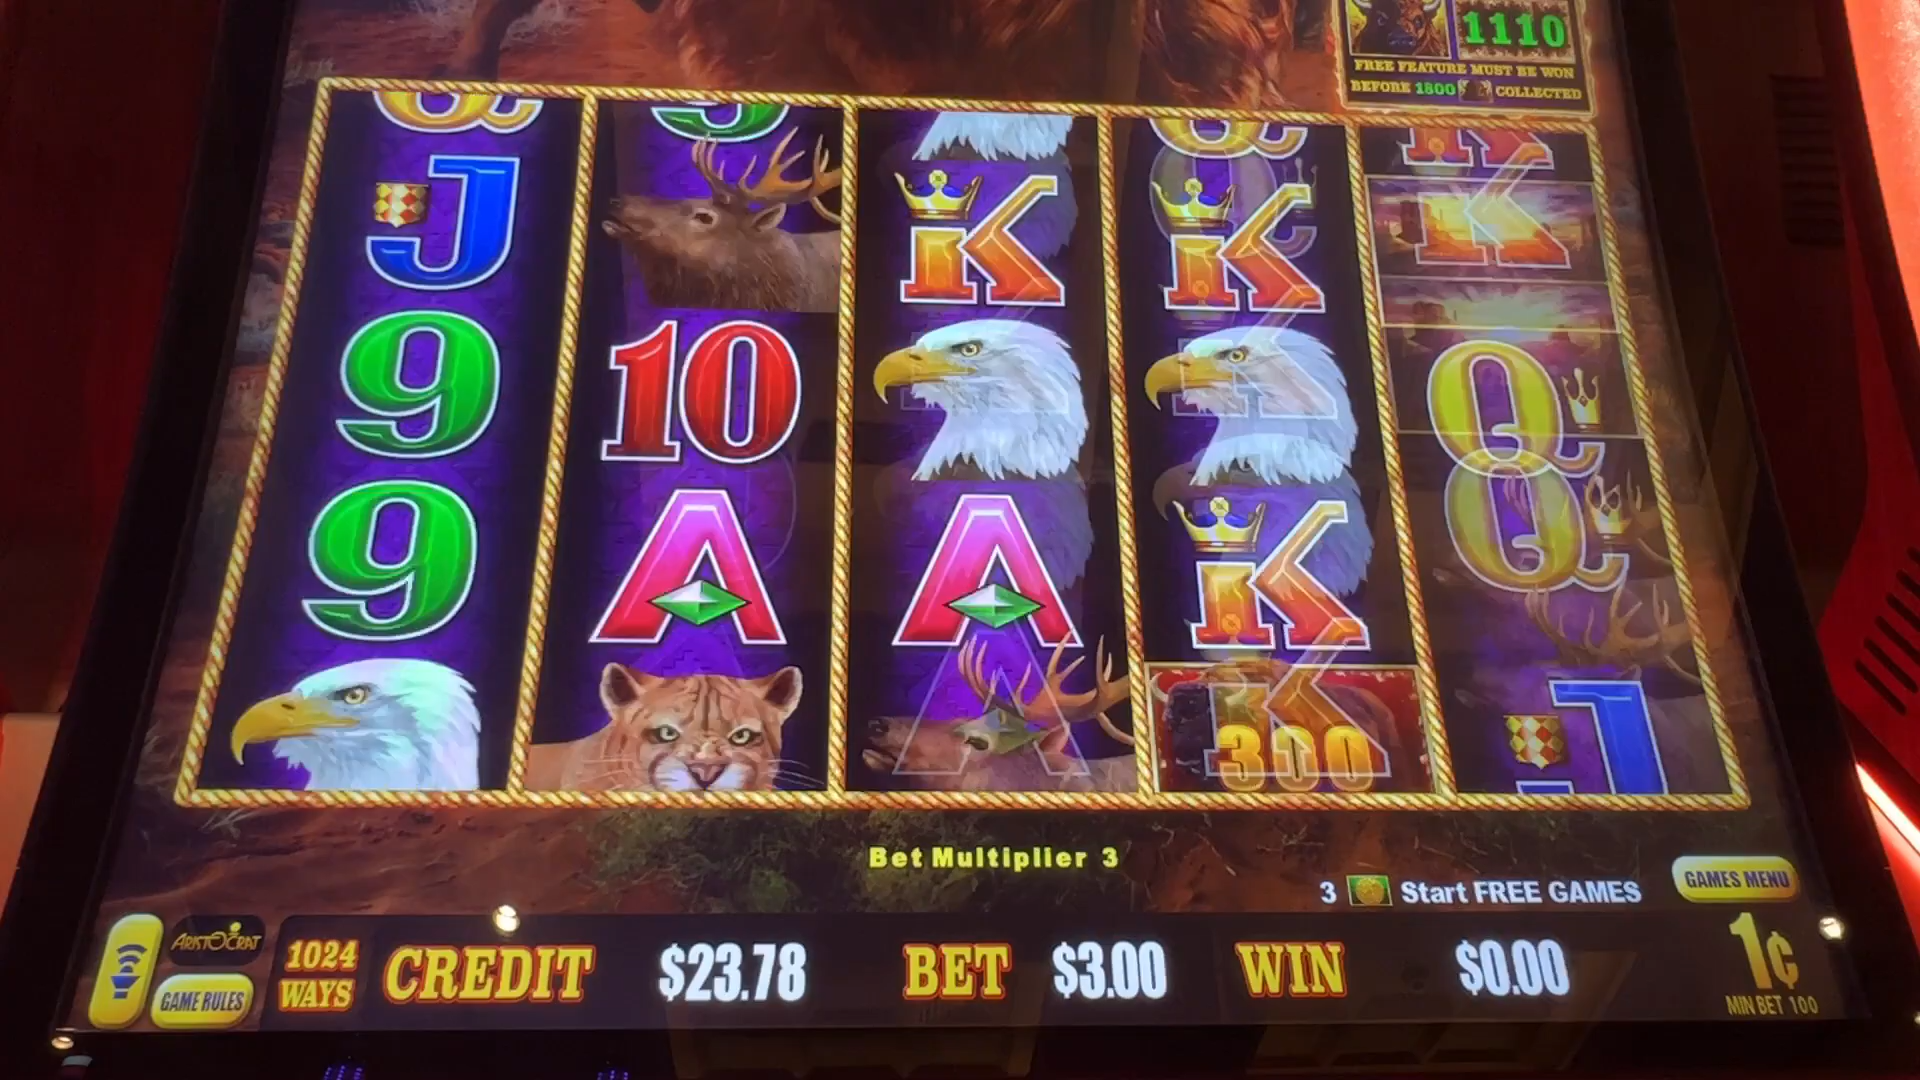 1110
FREE FEATURE MUST BE WON
BEFORE 1800 COLLECTED
Q J K Q K
J K K K
9 10 Q
9 A A K Q
K
300 J
Bet Multiplier 3
3 Start FREE GAMES
GAMES MENU
ARISTOCRAT
GAME RULES
1024
WAYS
CREDIT $23.78 BET $3.00 WIN $0.00
1¢
MIN BET 100